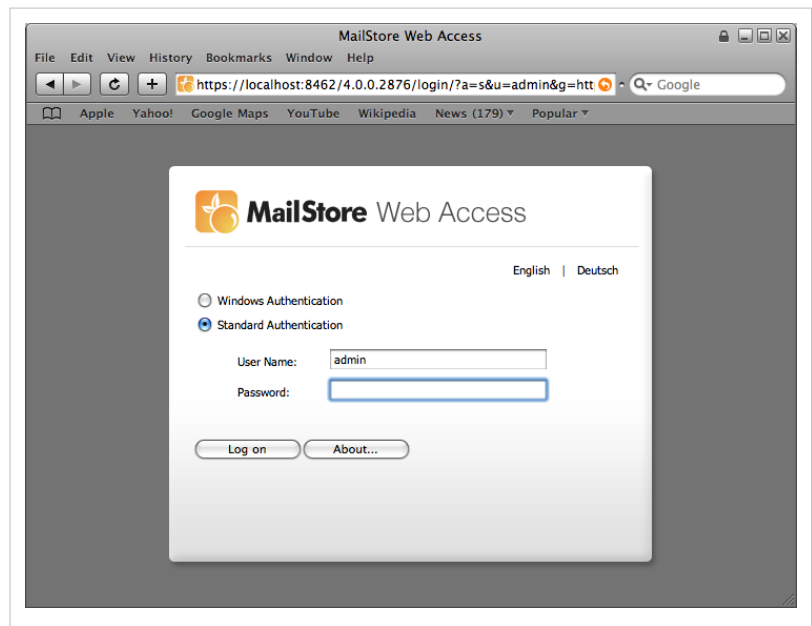 MailStore Web Access
File Edit View History Bookmarks Window Help
https://localhost:8462/4.0.0.2876/login/?a=s&u=admin&g=htt Google
Apple Yahoo! Google Maps YouTube Wikipedia News (179) Popular
MailStore Web Access
English | Deutsch
Windows Authentication
Standard Authentication
User Name: admin
Password:
Log on About...